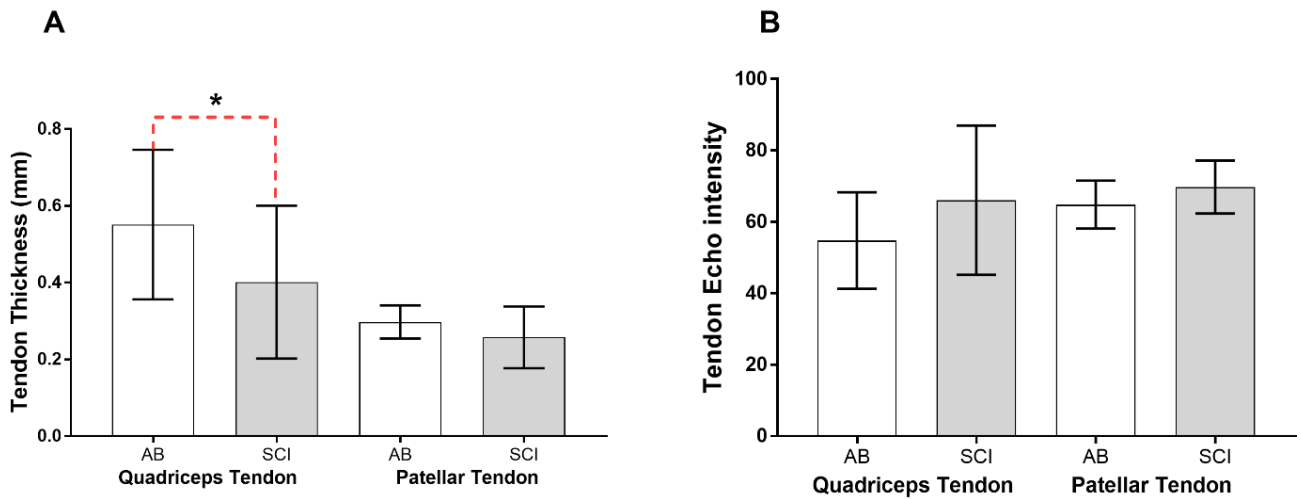 A
*
Tendon Thickness (mm)
0.8
0.6
0.4
0.2
0.0
AB SCI AB SCI
Quadriceps Tendon Patellar Tendon
B
Tendon Echo intensity
100
80
60
40
20
0
AB SCI AB SCI
Quadriceps Tendon Patellar Tendon